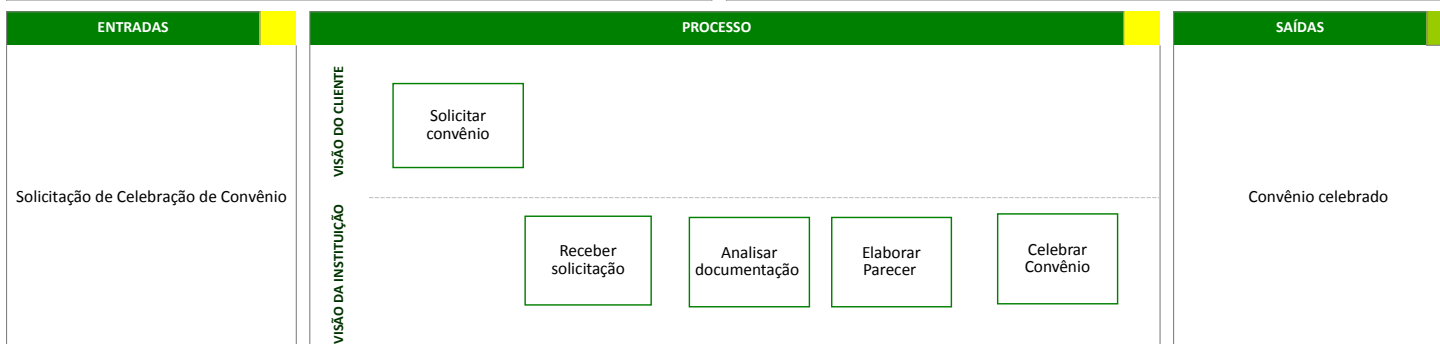 ENTRADAS
PROCESSO
SAÍDAS
Solicitação de Celebração de Convênio
VISÃO DO CLIENTE
Solicitar
convênio
VISÃO DA INSTITUIÇÃO
Receber
solicitação
Analisar
documentação
Elaborar
Parecer
Celebrar
Convênio
Convênio celebrado